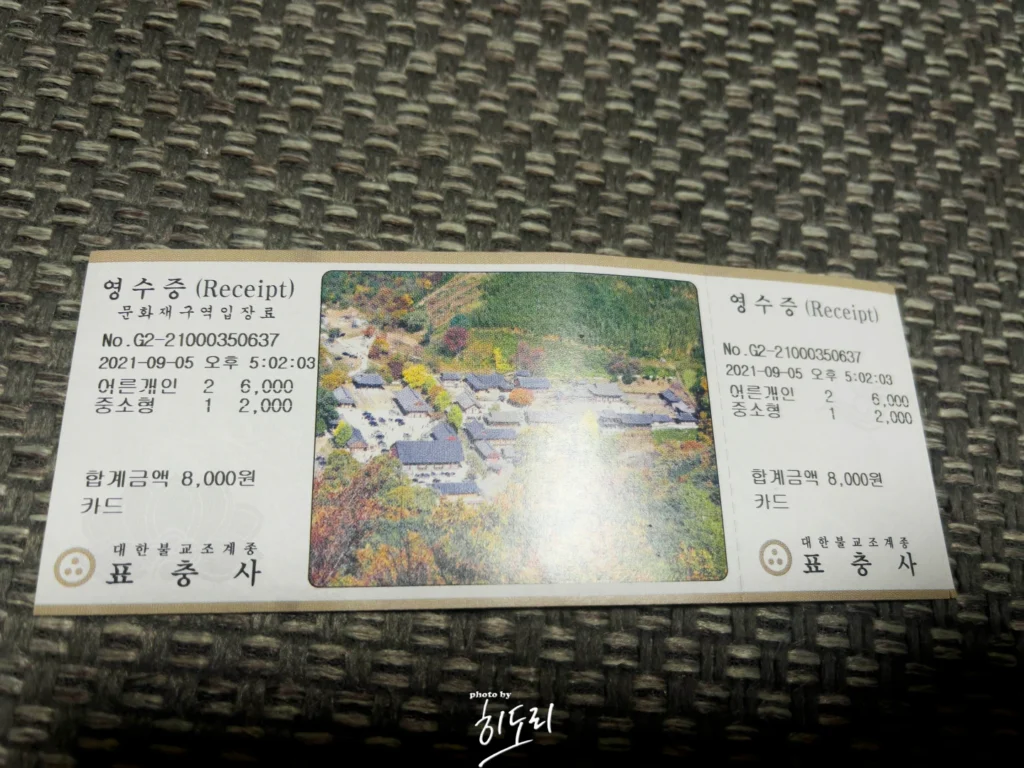 영수증 (Receipt)
문화재구역입장료
No.G2-21000350637
2021-09-05 오후 5:02:03
어른개인 2 6,000
중소형 1 2,000
합계금액 8,000원
카드
대한불교조계종
표충사
영수증 (Receipt)
No.G2-21000350637
2021-09-05 오후 5:02:03
어른개인 2 6,000
중소형 1 2,000
합계금액 8,000원
카드
대한불교조계종
표충사
photo by
히도리